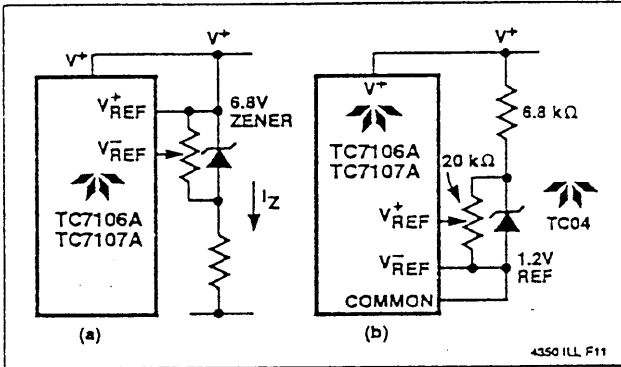 V+
V+
V+REF
V-REF
6.8V
ZENER
TC7106A
TC7107A
IZ
(a)
V+
V+
6.8 kΩ
TC7106A
TC7107A
20 kΩ
V+REF
TC04
V-REF
1.2V
REF
COMMON
(b)
4350 ILL F11